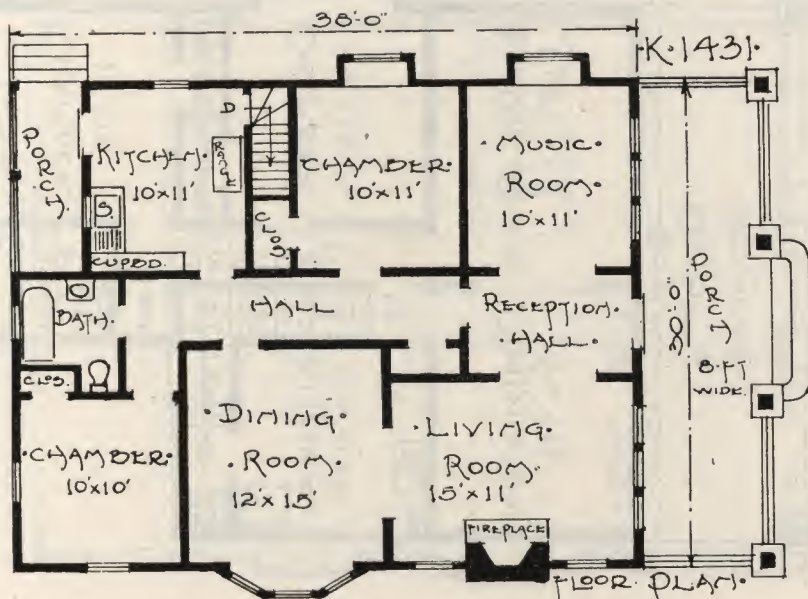 38'-0"
·K·1431·
PORCH.
KITCHEN·
10'x11'
D
RANGE
S.
CUPBD.
CLOS.
CHAMBER·
10'x11'
·MUSIC·
ROOM·
10'x11'
PORCH
8·FT
WIDE.
30'-0"
BATH·
HALL
RECEPTION
·HALL·
CLOS.
·CHAMBER·
10'x10'
·DINING·
·ROOM·
12'x15'
·LIVING·
ROOM·
15'x11'
FIREPLACE
FLOOR·PLAN·